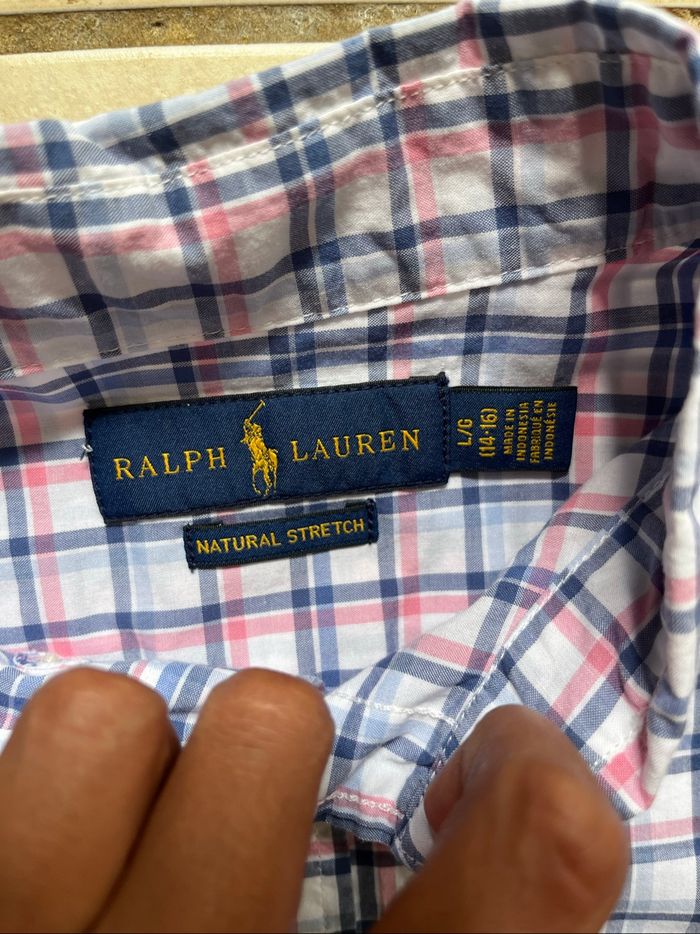 RALPH LAUREN
L/G
(14-16)
MADE IN
INDONESIA
FABRIQUÉ EN
INDONÉSIE
NATURAL STRETCH